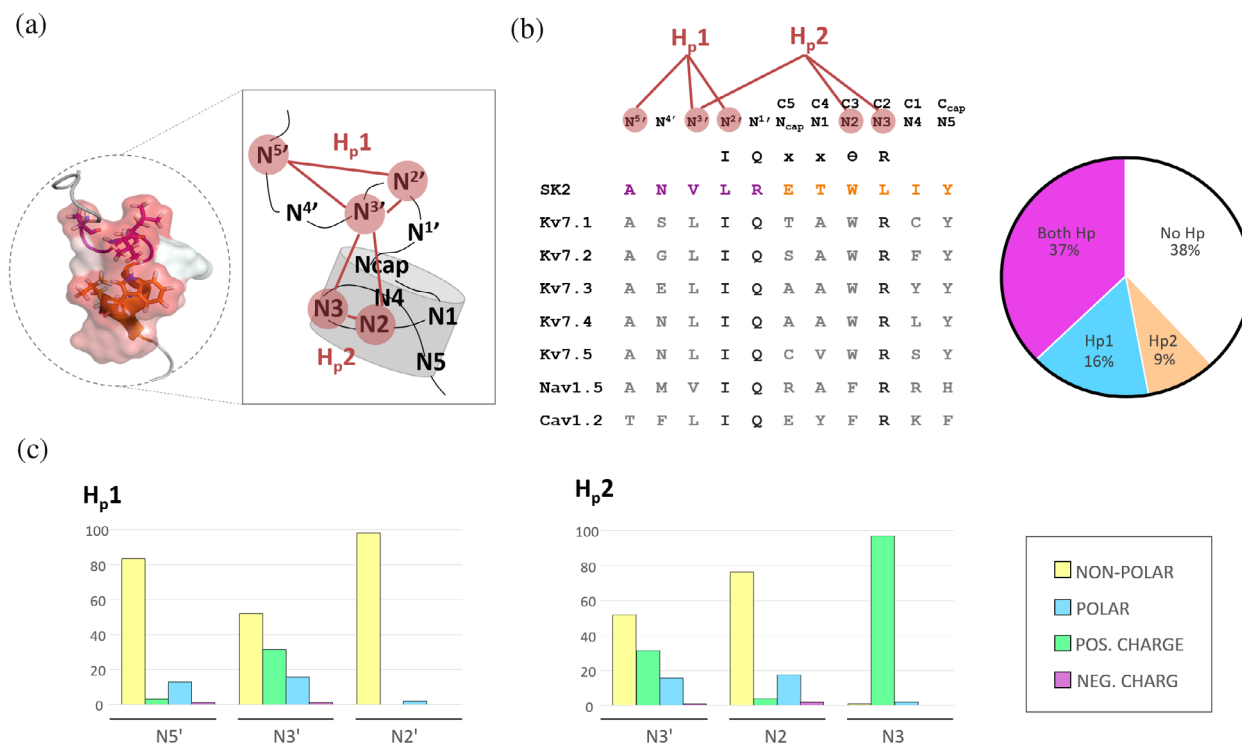 (a)
N5'
Hp1
N2'
N4'
N3'
N1'
Ncap
N3
N4
N2
N1
Hp2
N5
(b)
Hp1 Hp2
C5 C4 C3 C2 C1 Ccap
N5' N4' N3' N2' N1' Ncap N1 N2 N3 N4 N5
I Q x x Θ R
SK2 A N V L R E T W L I Y
Kv7.1 A S L I Q T A W R C Y
Kv7.2 A G L I Q S A W R F Y
Kv7.3 A E L I Q A A W R Y Y
Kv7.4 A N L I Q A A W R L Y
Kv7.5 A N L I Q C V W R S Y
Nav1.5 A M V I Q R A F R R H
Cav1.2 T F L I Q E Y F R K F
Both Hp
37%
No Hp
38%
Hp1
16%
Hp2
9%
(c)
Hp1
100
80
60
40
20
0
N5' N3' N2'
Hp2
100
80
60
40
20
0
N3' N2 N3
NON-POLAR
POLAR
POS. CHARGE
NEG. CHARG